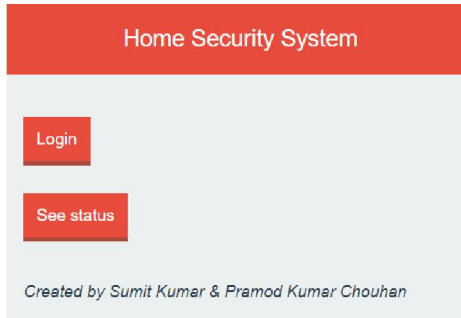 Home Security System
Login
See status
Created by Sumit Kumar & Pramod Kumar Chouhan